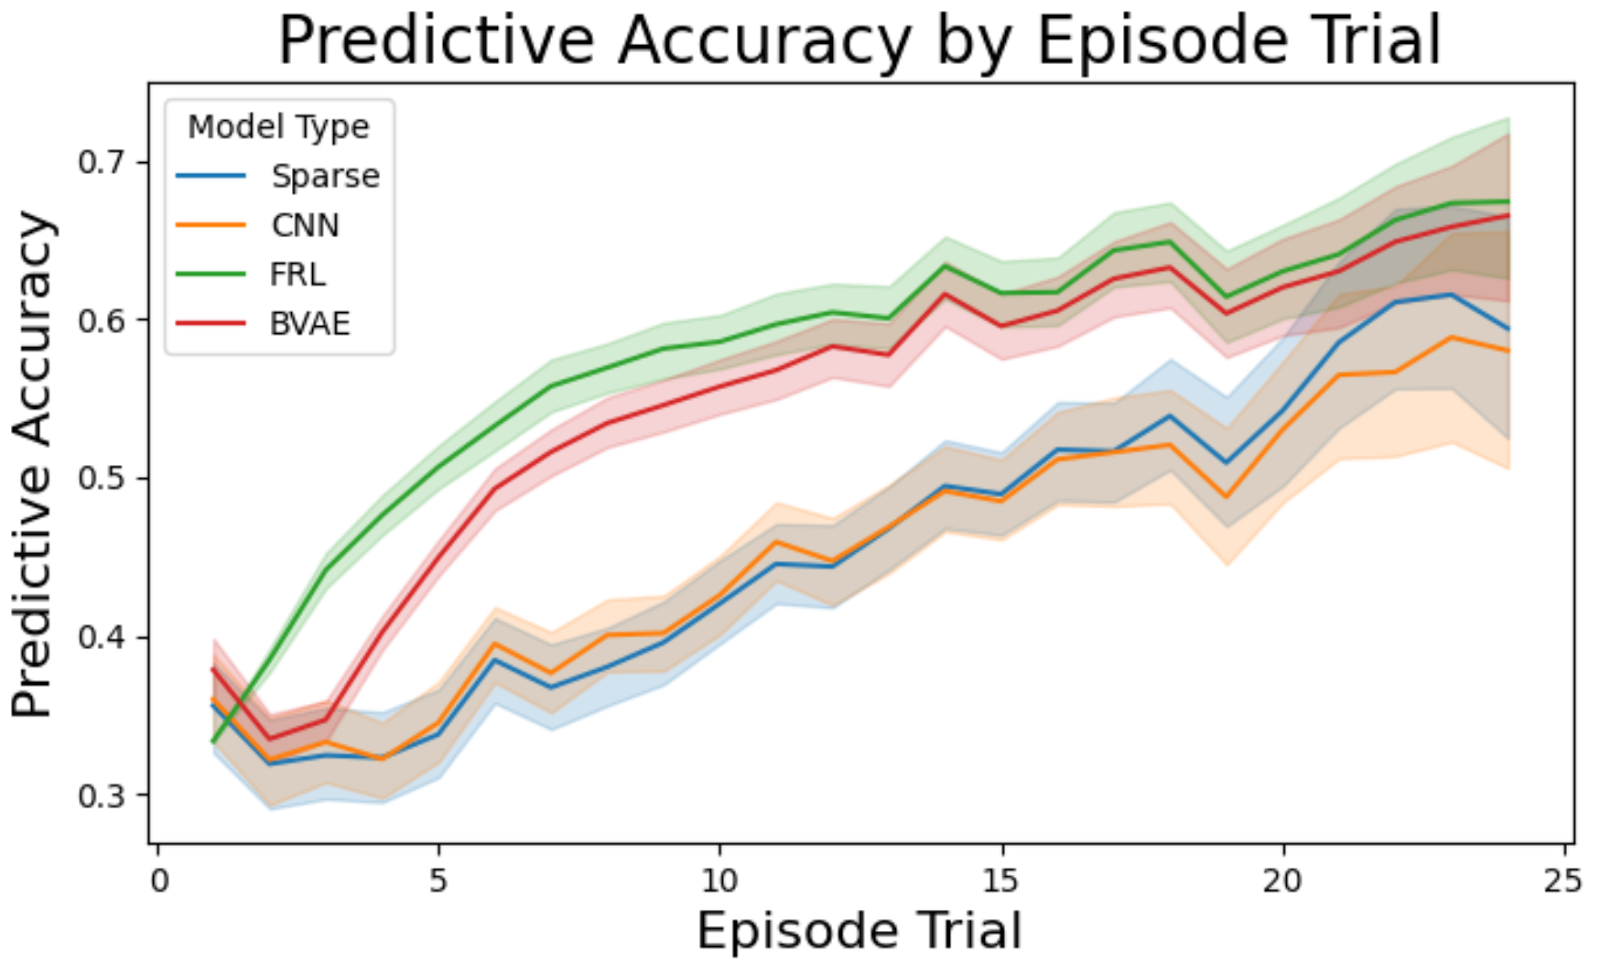 Predictive Accuracy by Episode Trial
Model Type
Sparse
CNN
FRL
BVAE
Predictive Accuracy
0.7
0.6
0.5
0.4
0.3
0 5 10 15 20 25
Episode Trial